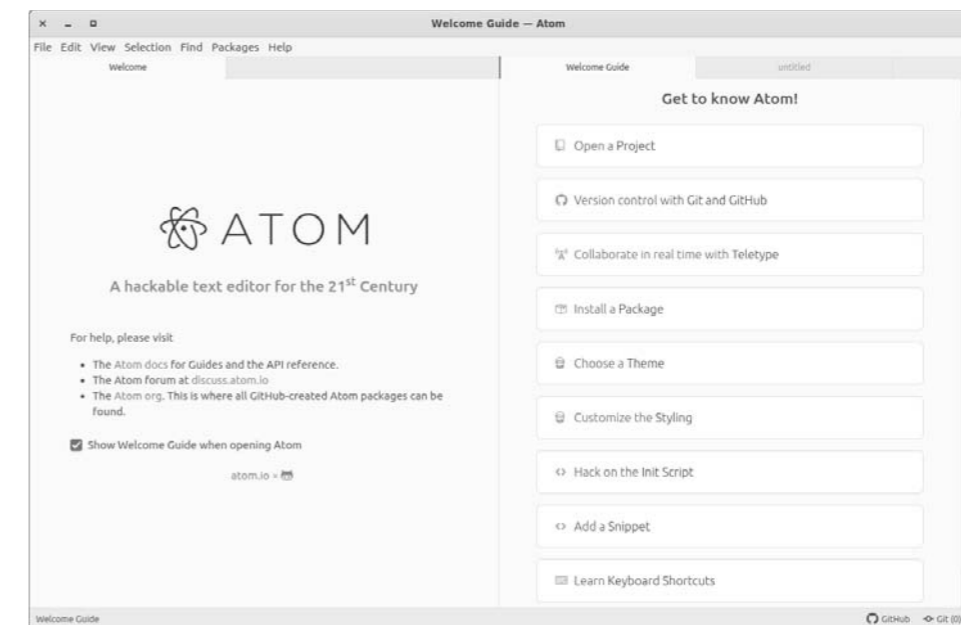 Welcome Guide — Atom
File Edit View Selection Find Packages Help
Welcome
Welcome Guide
untitled
ATOM
A hackable text editor for the 21st Century
For help, please visit
• The Atom docs for Guides and the API reference.
• The Atom forum at discuss.atom.io
• The Atom org. This is where all GitHub-created Atom packages can be
found.
Show Welcome Guide when opening Atom
atom.io ×
Get to know Atom!
Open a Project
Version control with Git and GitHub
Collaborate in real time with Teletype
Install a Package
Choose a Theme
Customize the Styling
Hack on the Init Script
Add a Snippet
Learn Keyboard Shortcuts
Welcome Guide
GitHub Git (0)